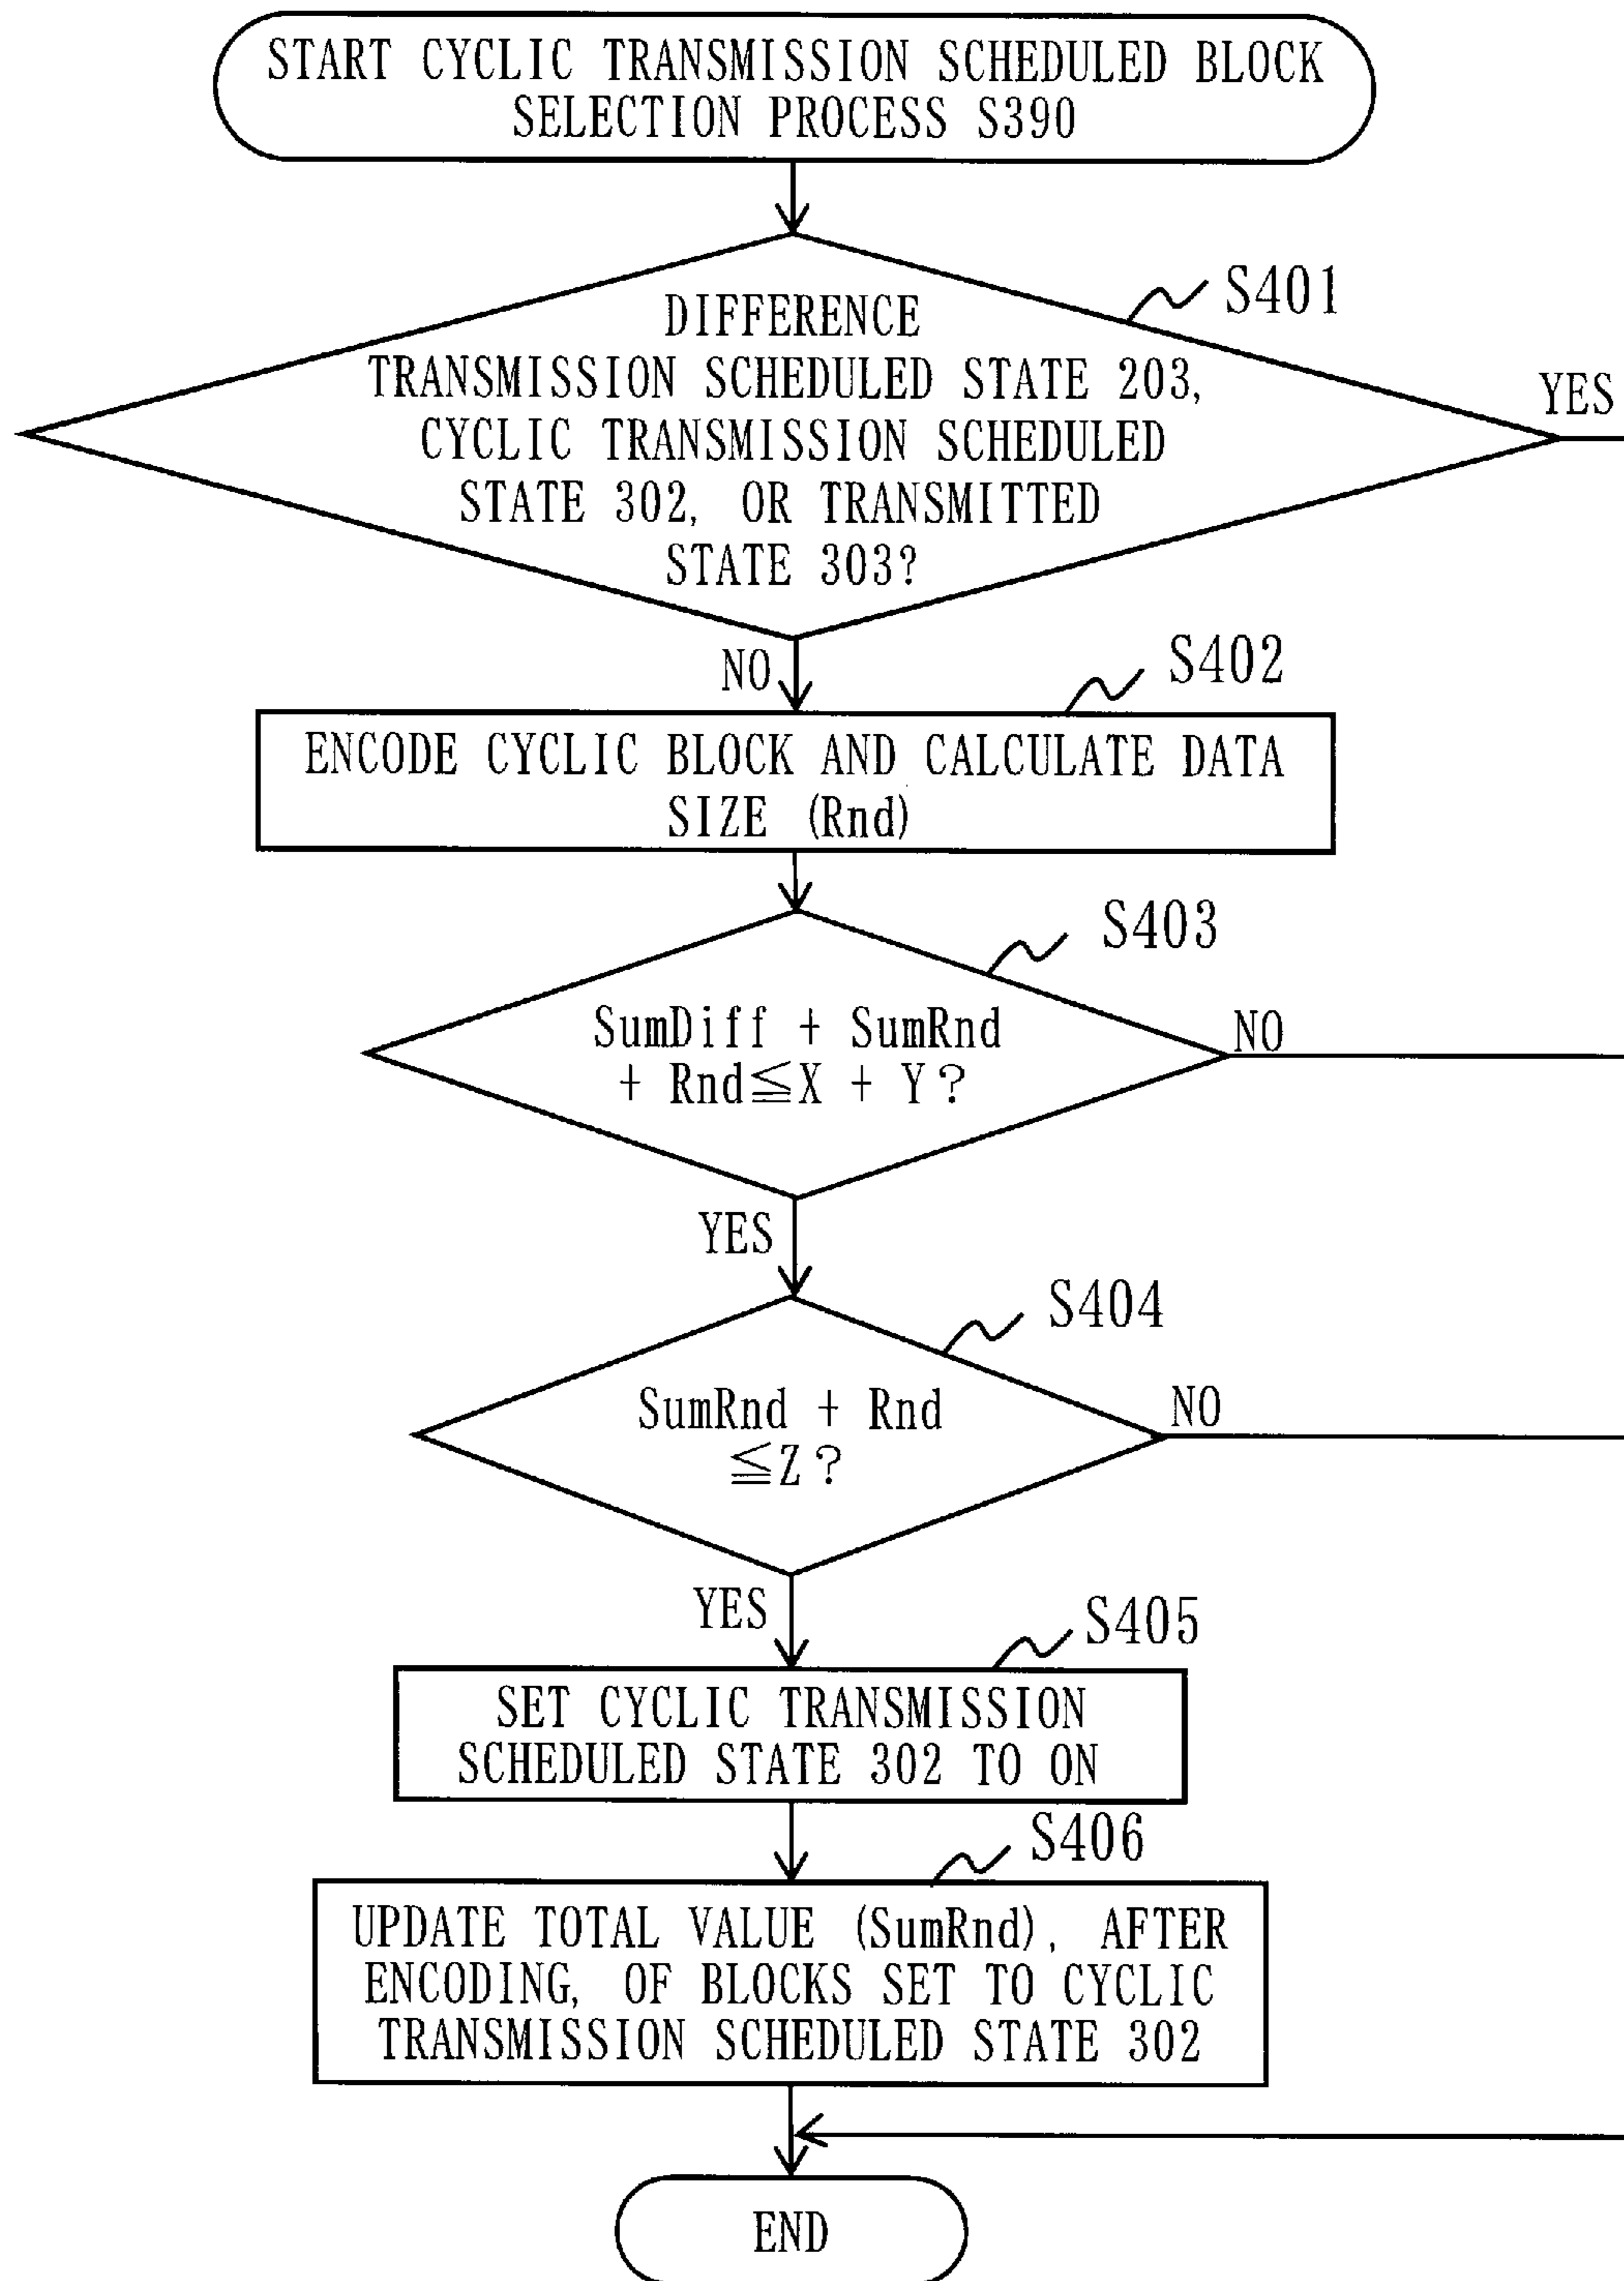 START CYCLIC TRANSMISSION SCHEDULED BLOCK
SELECTION PROCESS S390
S401
DIFFERENCE
TRANSMISSION SCHEDULED STATE 203,
CYCLIC TRANSMISSION SCHEDULED
STATE 302, OR TRANSMITTED
STATE 303?
YES
NO
S402
ENCODE CYCLIC BLOCK AND CALCULATE DATA
SIZE (Rnd)
S403
SumDiff + SumRnd
+ Rnd≦X + Y?
NO
YES
S404
SumRnd + Rnd
≦Z?
NO
YES
S405
SET CYCLIC TRANSMISSION
SCHEDULED STATE 302 TO ON
S406
UPDATE TOTAL VALUE (SumRnd), AFTER
ENCODING, OF BLOCKS SET TO CYCLIC
TRANSMISSION SCHEDULED STATE 302
END